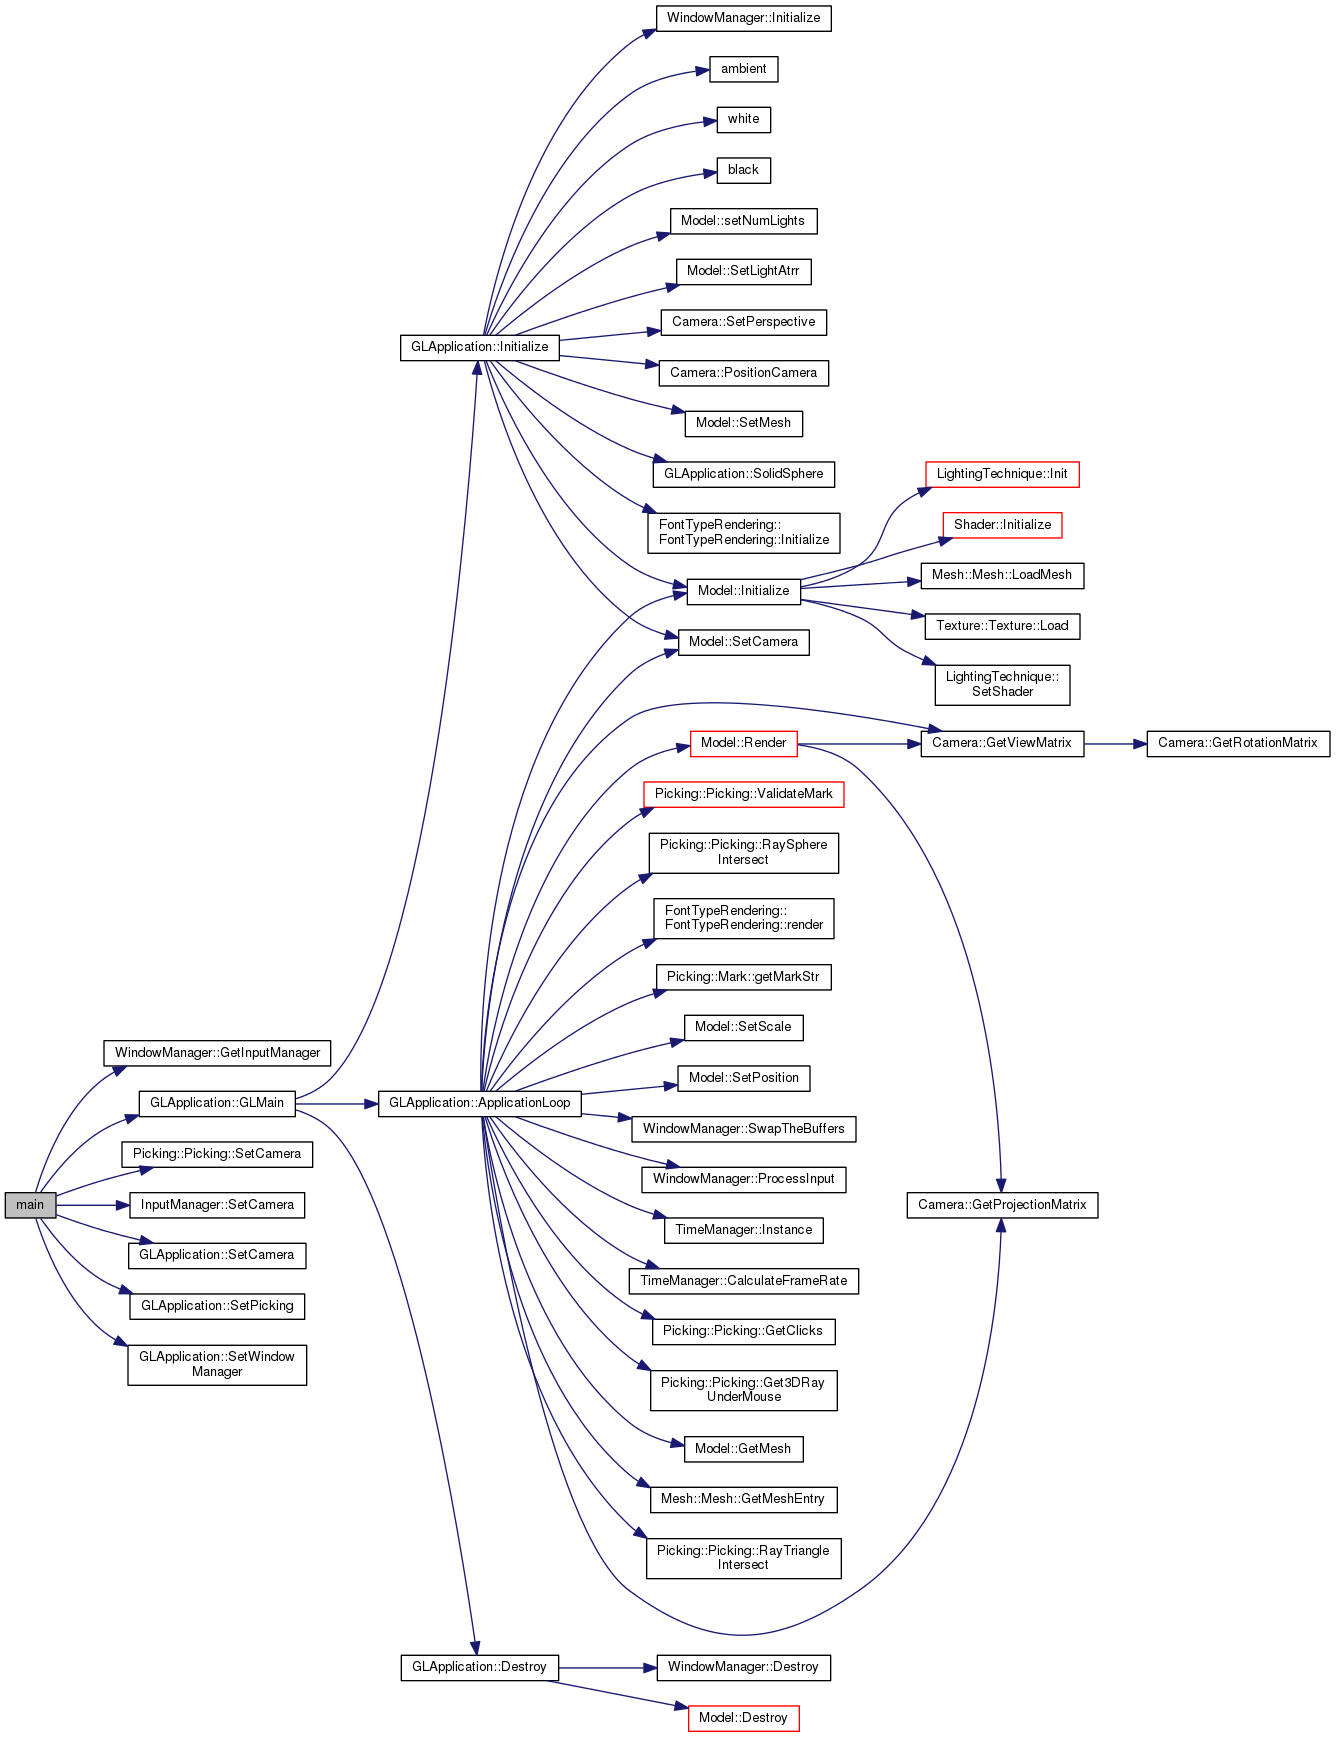 WindowManager::Initialize
ambient
white
black
Model::setNumLights
Model::SetLightAtrr
Camera::SetPerspective
GLApplication::Initialize
Camera::PositionCamera
Model::SetMesh
GLApplication::SolidSphere
LightingTechnique::Init
FontTypeRendering::
FontTypeRendering::Initialize
Shader::Initialize
Model::Initialize
Mesh::Mesh::LoadMesh
Texture::Texture::Load
Model::SetCamera
LightingTechnique::
SetShader
Model::Render
Camera::GetViewMatrix
Camera::GetRotationMatrix
Picking::Picking::ValidateMark
Picking::Picking::RaySphere
Intersect
FontTypeRendering::
FontTypeRendering::render
Picking::Mark::getMarkStr
Model::SetScale
WindowManager::GetInputManager
Model::SetPosition
GLApplication::GLMain
GLApplication::ApplicationLoop
WindowManager::SwapTheBuffers
Picking::Picking::SetCamera
WindowManager::ProcessInput
main
InputManager::SetCamera
Camera::GetProjectionMatrix
TimeManager::Instance
GLApplication::SetCamera
TimeManager::CalculateFrameRate
GLApplication::SetPicking
Picking::Picking::GetClicks
GLApplication::SetWindow
Manager
Picking::Picking::Get3DRay
UnderMouse
Model::GetMesh
Mesh::Mesh::GetMeshEntry
Picking::Picking::RayTriangle
Intersect
GLApplication::Destroy
WindowManager::Destroy
Model::Destroy